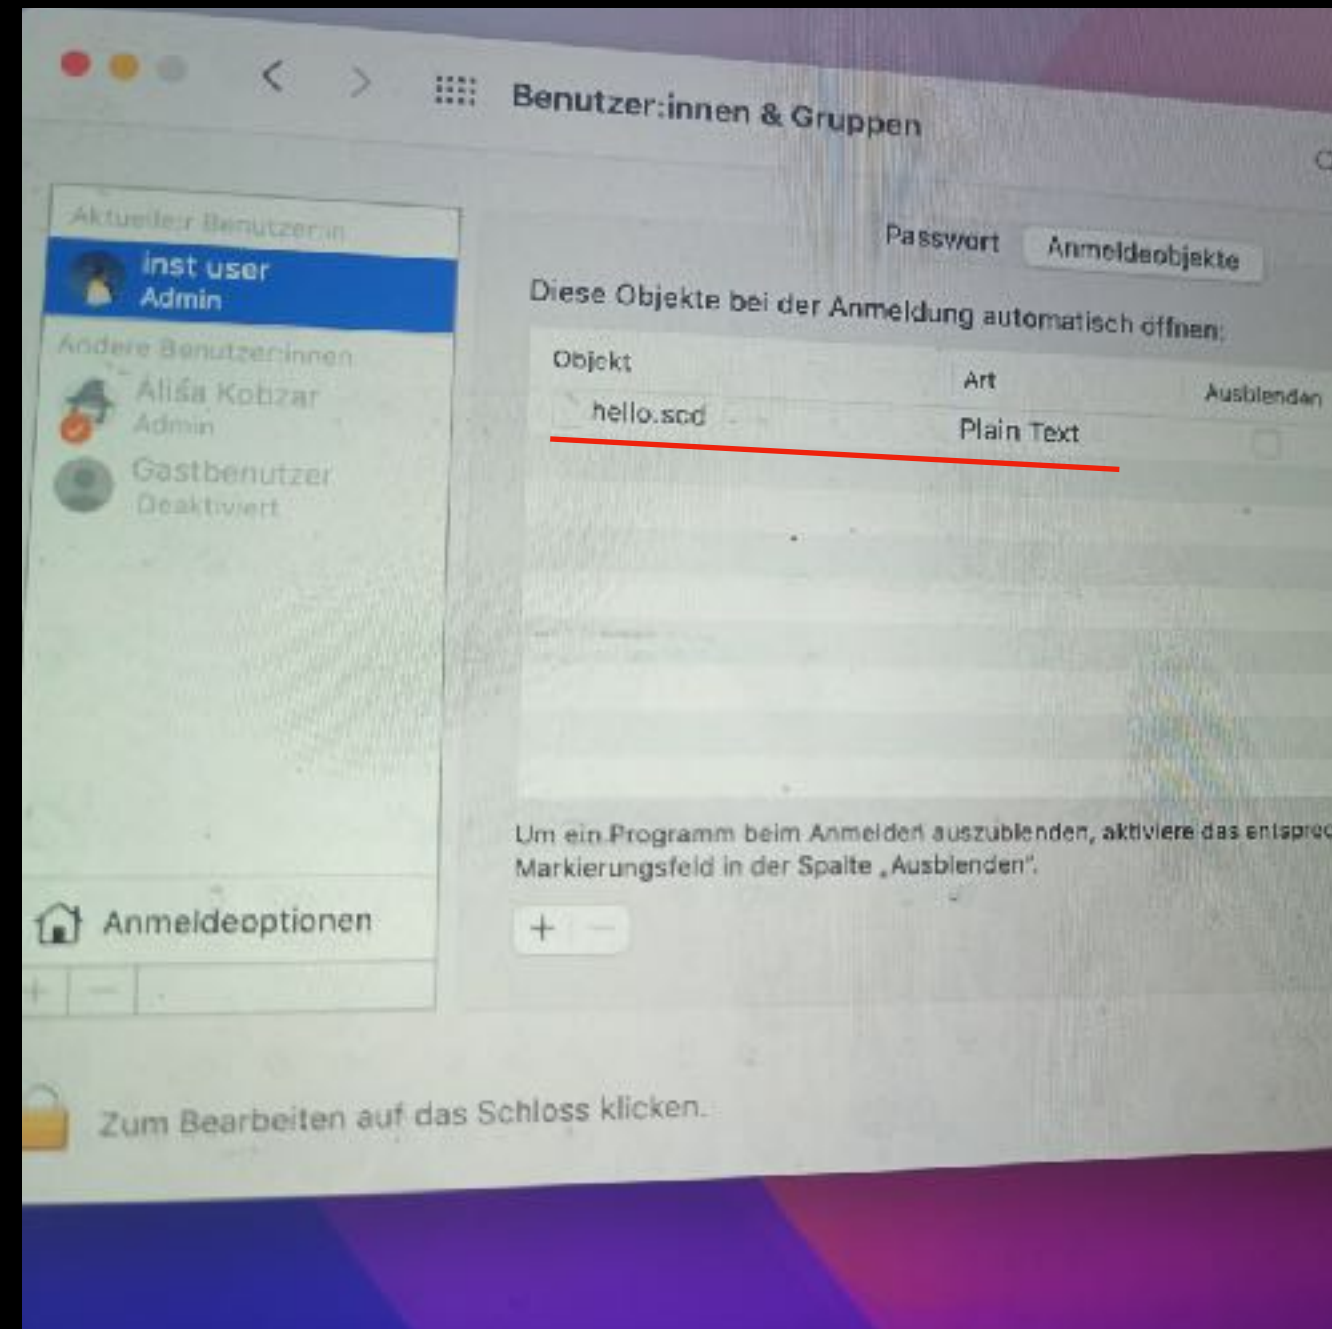 Benutzer:innen & Gruppen
Aktuelle:r Benutzer:in
inst user
Admin
Andere Benutzer:innen
Alisa Kobzar
Admin
Gastbenutzer
Deaktiviert
Anmeldeoptionen
Passwort Anmeldeobjekte
Diese Objekte bei der Anmeldung automatisch öffnen:
Objekt Art Ausblenden
hello.scd Plain Text
Um ein Programm beim Anmelden auszublenden, aktiviere das entsprec
Markierungsfeld in der Spalte „Ausblenden“.
Zum Bearbeiten auf das Schloss klicken.